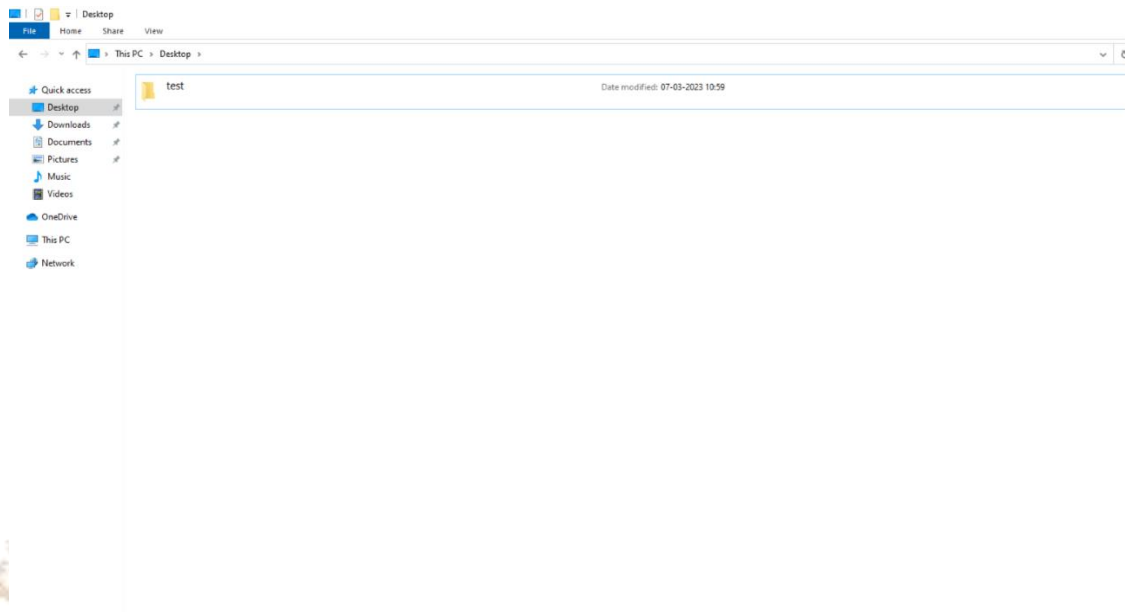 Desktop
File Home Share View
This PC > Desktop >
Quick access
test Date modified: 07-03-2023 10:59
Desktop
Downloads
Documents
Pictures
Music
Videos
OneDrive
This PC
Network